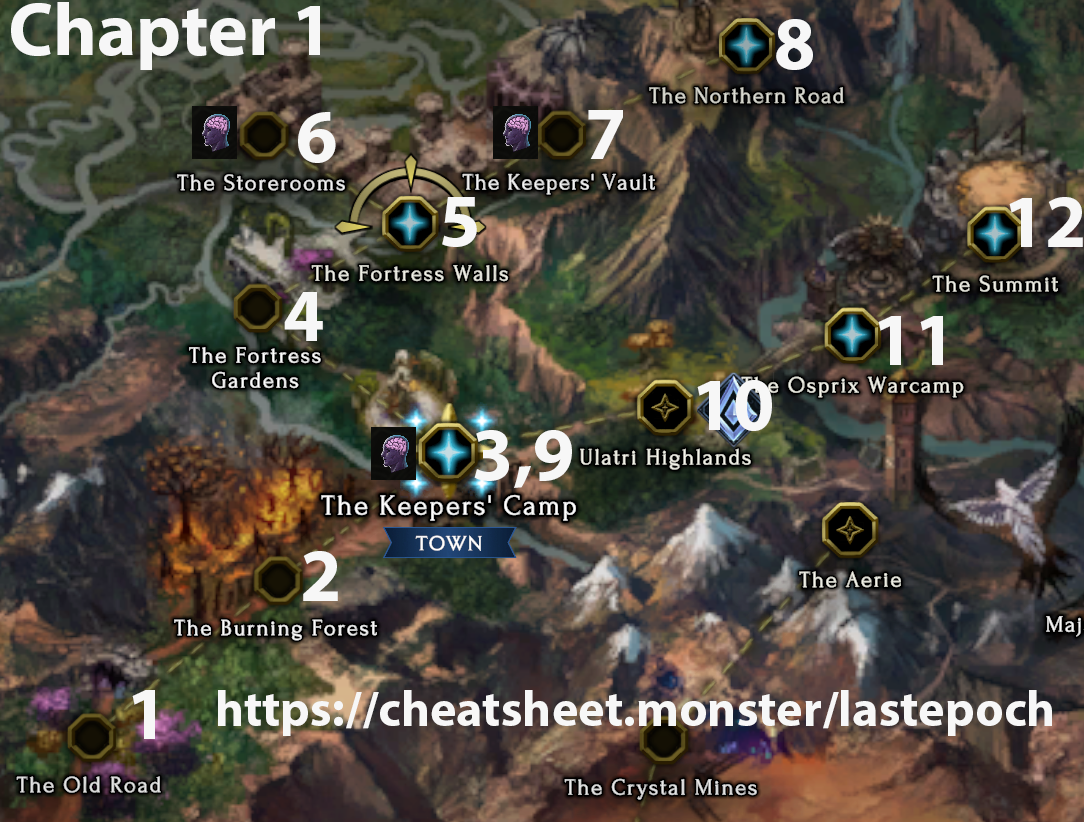 Chapter 1
8
The Northern Road
6
7
The Storerooms
The Keepers' Vault
5
12
The Fortress Walls
The Summit
4
11
The Fortress
Gardens
The Osprix Warcamp
10
3,9
Ulatri Highlands
The Keepers' Camp
TOWN
2
The Aerie
The Burning Forest
Maj
1
https://cheatsheet.monster/lastepoch
The Old Road
The Crystal Mines